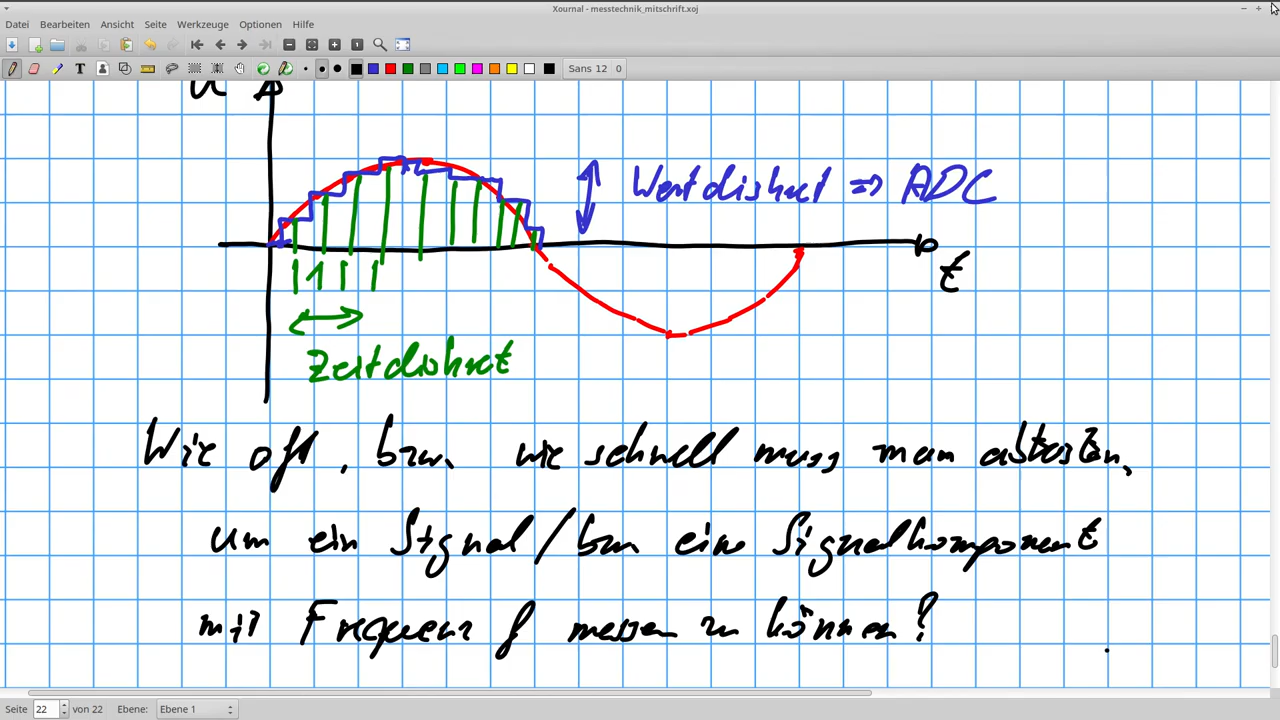 Xournal - messtechnik_mitschrift.xoj
Datei Bearbeiten Ansicht Seite Werkzeuge Optionen Hilfe
Sans 12 0
u
Wertdiskret ⇒ ADC
t
Zeitdiskret
Wie oft, bzw. wie schnell muss man abtasten,
um ein Signal/bzw eine Signalkomponent
mit Frequenz f messen zu können?
Seite 22 von 22 Ebene: Ebene 1